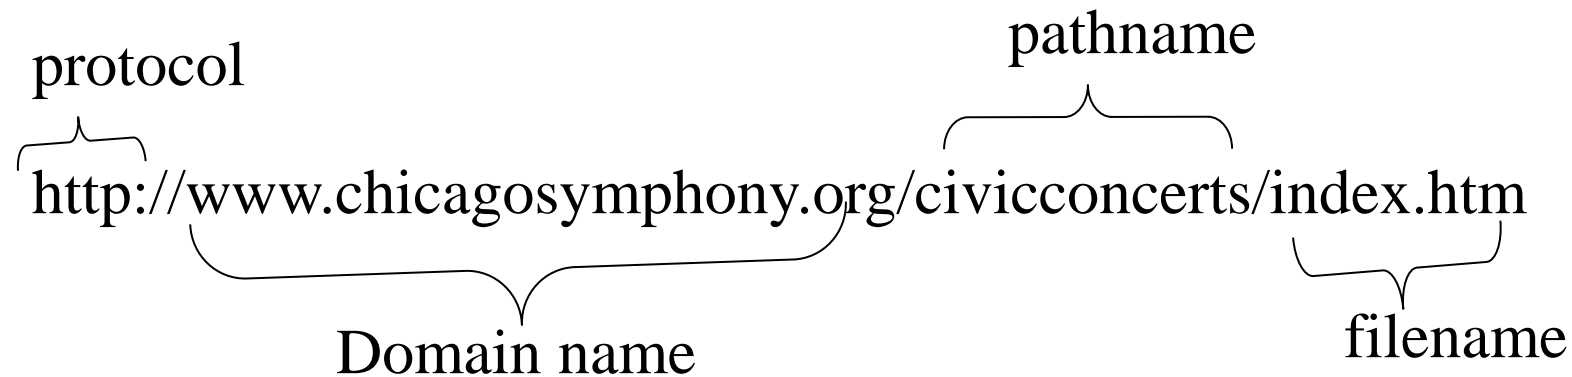 pathname
protocol
http://www.chicagosymphony.org/civicconcerts/index.htm
filename
Domain name